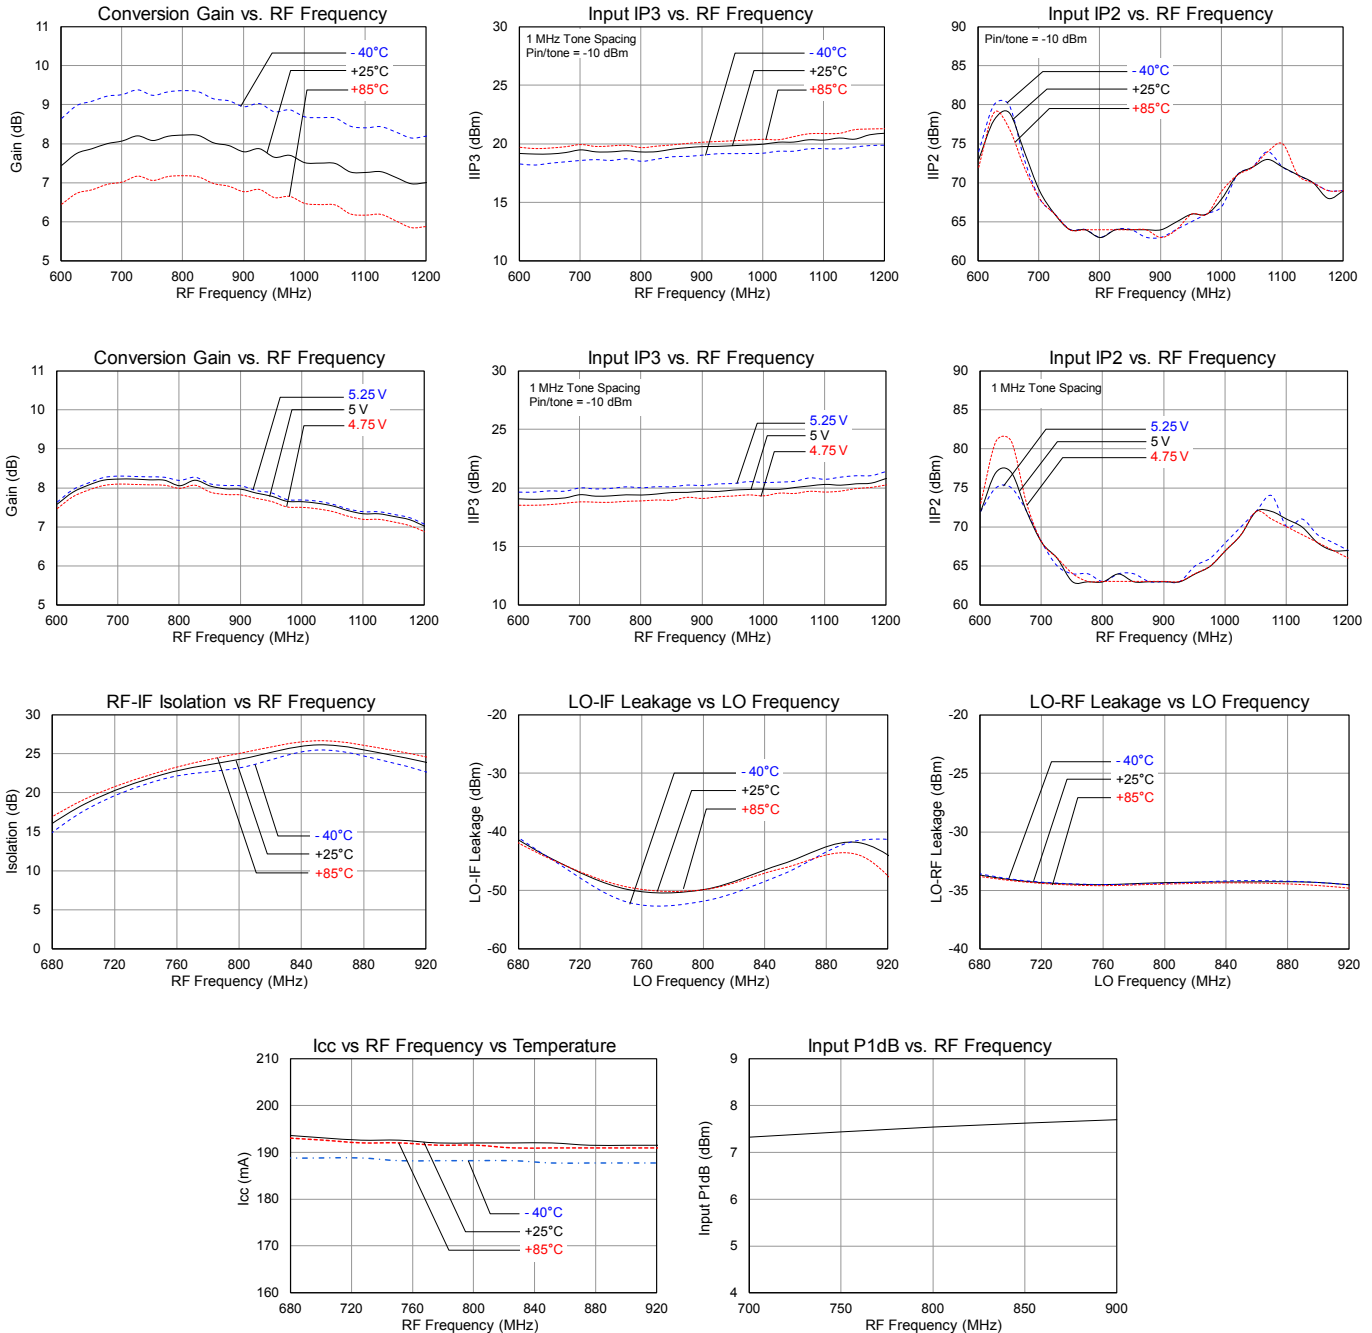 Conversion Gain vs. RF Frequency
Gain (dB)
11
10
9
8
7
6
5
- 40°C
+25°C
+85°C
600 700 800 900 1000 1100 1200
RF Frequency (MHz)
Input IP3 vs. RF Frequency
IIP3 (dBm)
30
25
20
15
10
1 MHz Tone Spacing
Pin/tone = -10 dBm
- 40°C
+25°C
+85°C
600 700 800 900 1000 1100 1200
RF Frequency (MHz)
Input IP2 vs. RF Frequency
IIP2 (dBm)
90
85
80
75
70
65
60
Pin/tone = -10 dBm
- 40°C
+25°C
+85°C
600 700 800 900 1000 1100 1200
RF Frequency (MHz)
Conversion Gain vs. RF Frequency
Gain (dB)
11
10
9
8
7
6
5
5.25 V
5 V
4.75 V
600 700 800 900 1000 1100 1200
RF Frequency (MHz)
Input IP3 vs. RF Frequency
IIP3 (dBm)
30
25
20
15
10
1 MHz Tone Spacing
Pin/tone = -10 dBm
5.25 V
5 V
4.75 V
600 700 800 900 1000 1100 1200
RF Frequency (MHz)
Input IP2 vs. RF Frequency
IIP2 (dBm)
90
85
80
75
70
65
60
1 MHz Tone Spacing
5.25 V
5 V
4.75 V
600 700 800 900 1000 1100 1200
RF Frequency (MHz)
RF-IF Isolation vs RF Frequency
Isolation (dB)
30
25
20
15
10
5
0
- 40°C
+25°C
+85°C
680 720 760 800 840 880 920
RF Frequency (MHz)
LO-IF Leakage vs LO Frequency
LO-IF Leakage (dBm)
-20
-30
-40
-50
-60
- 40°C
+25°C
+85°C
680 720 760 800 840 880 920
LO Frequency (MHz)
LO-RF Leakage vs LO Frequency
LO-RF Leakage (dBm)
-20
-25
-30
-35
-40
- 40°C
+25°C
+85°C
680 720 760 800 840 880 920
LO Frequency (MHz)
Icc vs RF Frequency vs Temperature
Icc (mA)
210
200
190
180
170
160
- 40°C
+25°C
+85°C
680 720 760 800 840 880 920
RF Frequency (MHz)
Input P1dB vs. RF Frequency
Input P1dB (dBm)
9
8
7
6
5
4
700 750 800 850 900
RF Frequency (MHz)